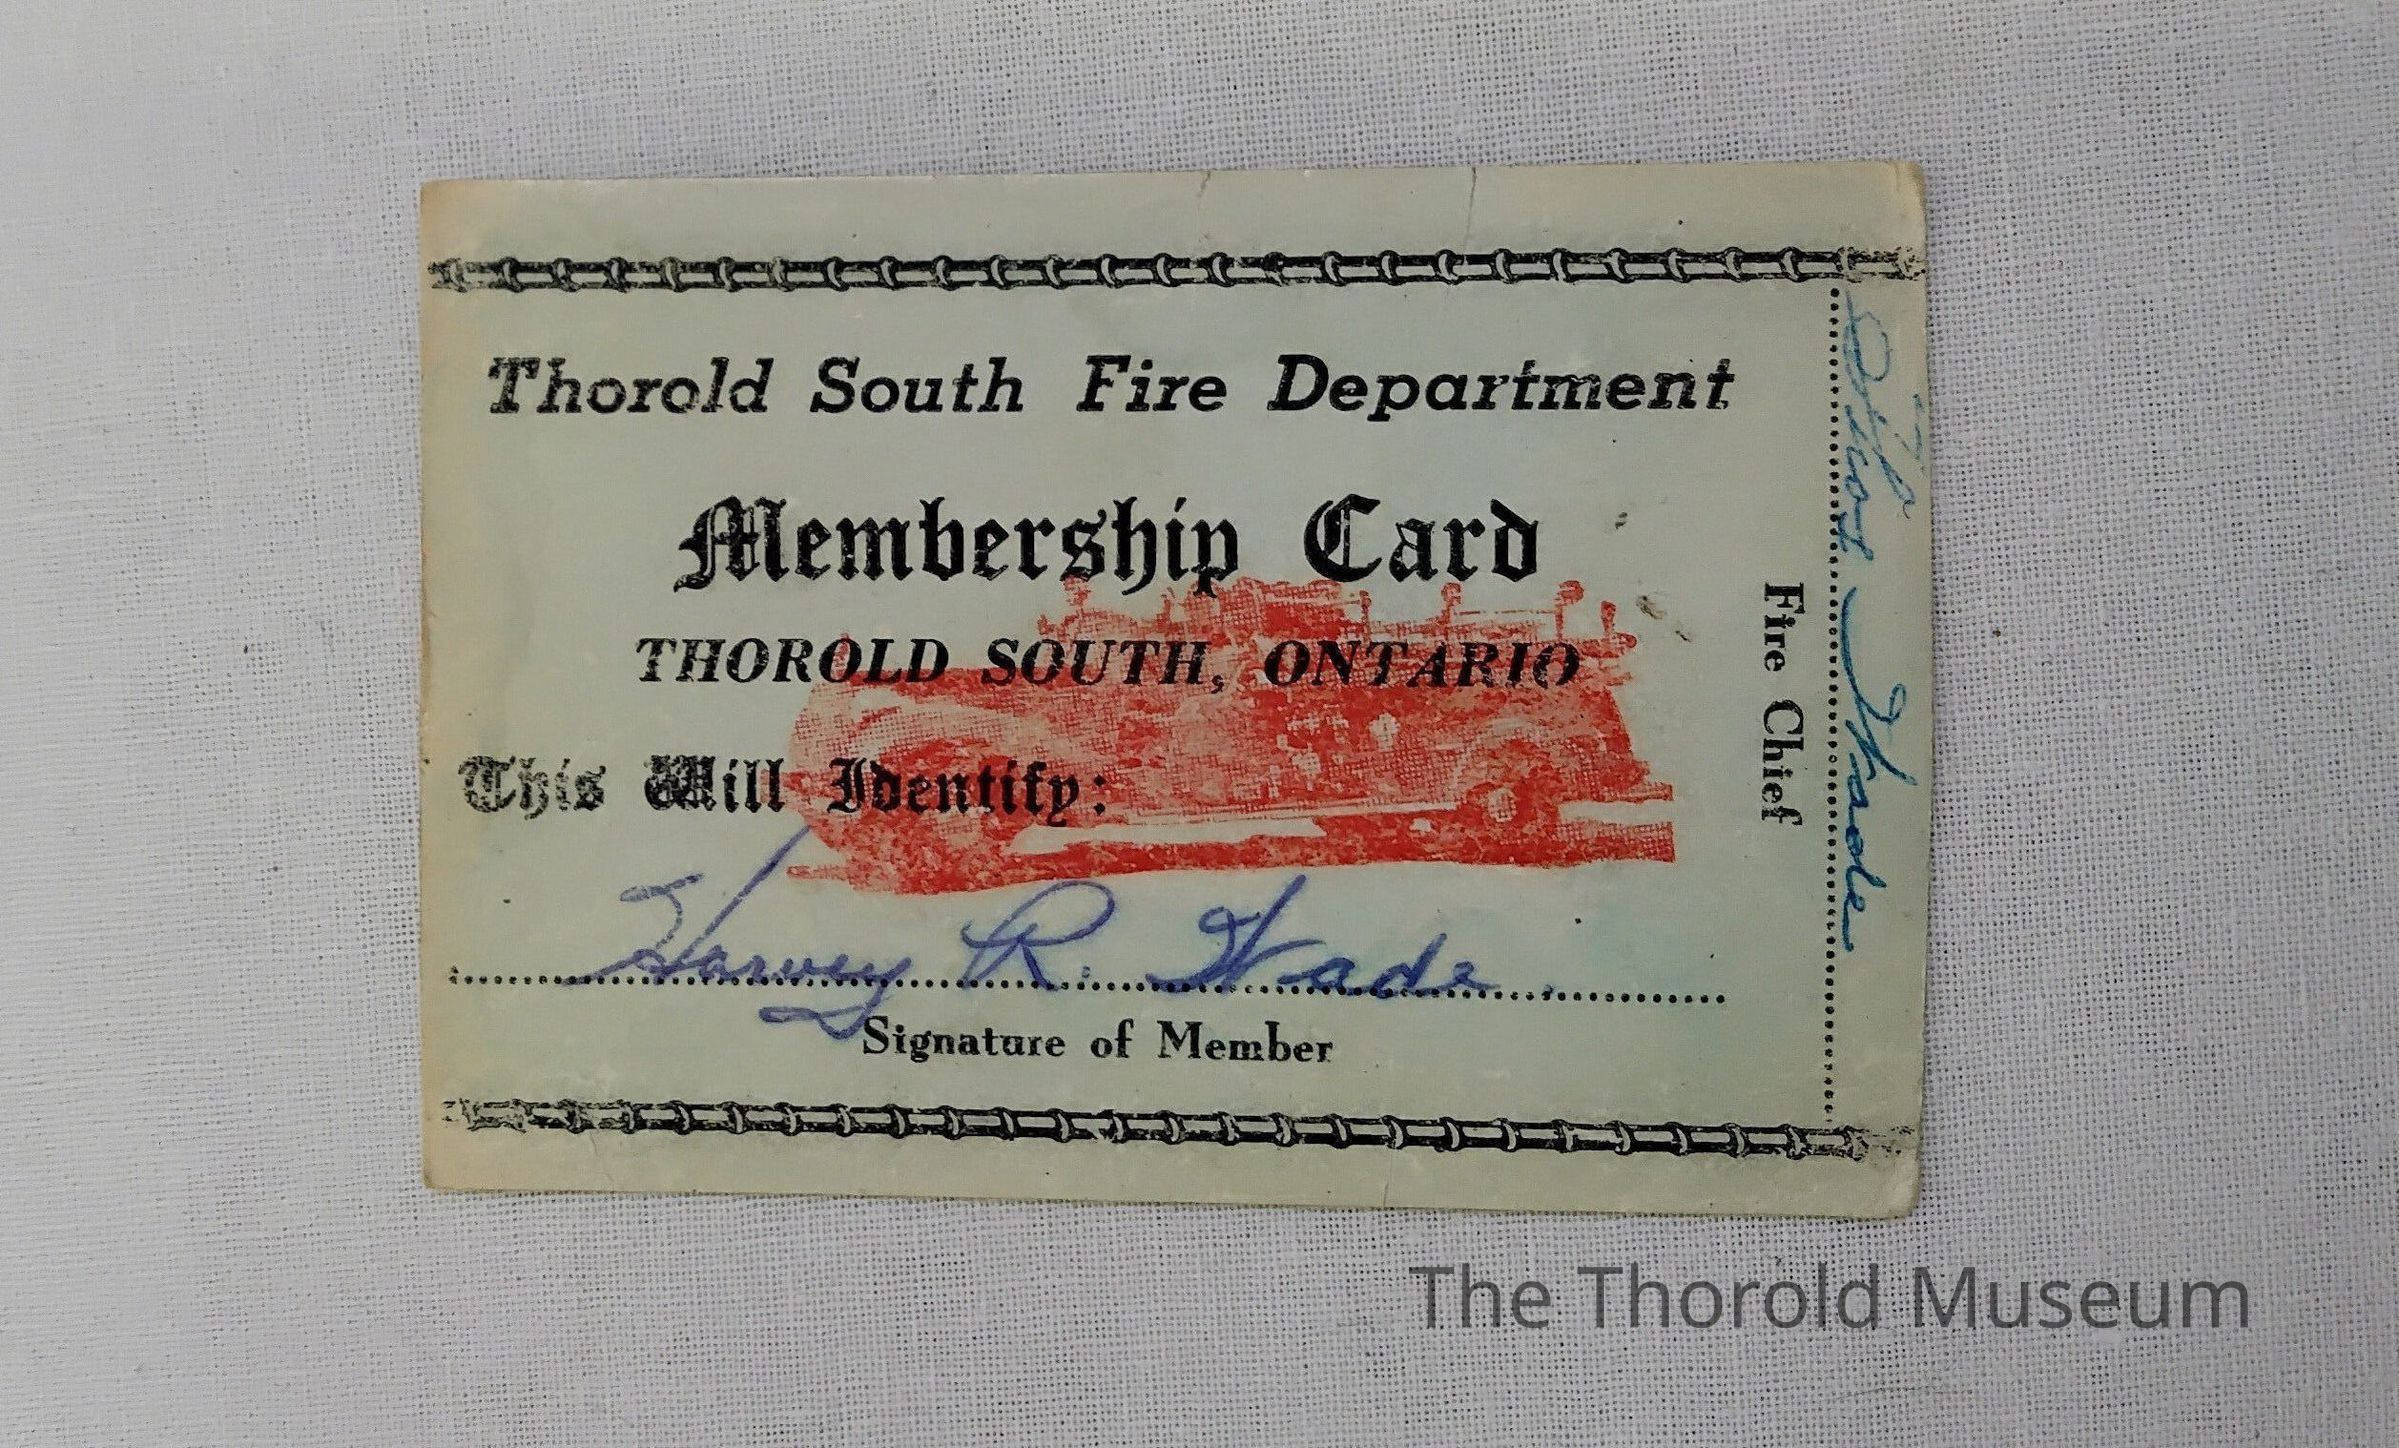 Thorold South Fire Department
Membership Card
THOROLD SOUTH, ONTARIO
This Will Identify:
Harvey R. Wade
Signature of Member
Wade
Fire Chief
The Thorold Museum